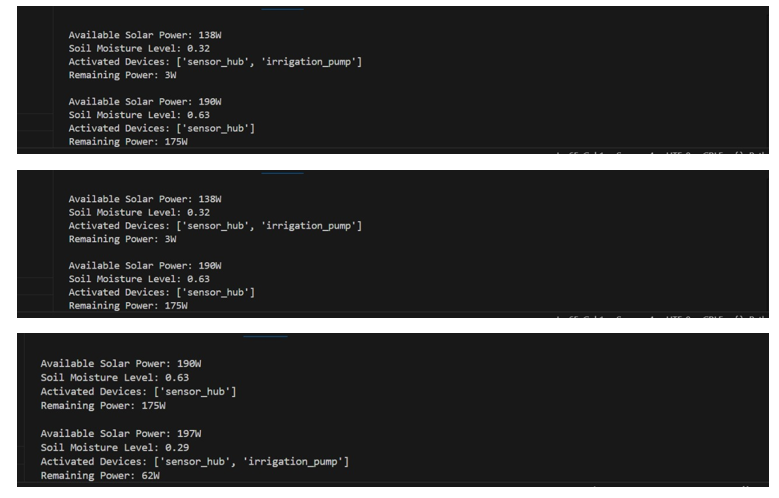 Available Solar Power: 138W
Soil Moisture Level: 0.32
Activated Devices: ['sensor_hub', 'irrigation_pump']
Remaining Power: 3W
Available Solar Power: 190W
Soil Moisture Level: 0.63
Activated Devices: ['sensor_hub']
Remaining Power: 175W
Available Solar Power: 138W
Soil Moisture Level: 0.32
Activated Devices: ['sensor_hub', 'irrigation_pump']
Remaining Power: 3W
Available Solar Power: 190W
Soil Moisture Level: 0.63
Activated Devices: ['sensor_hub']
Remaining Power: 175W
Available Solar Power: 190W
Soil Moisture Level: 0.63
Activated Devices: ['sensor_hub']
Remaining Power: 175W
Available Solar Power: 197W
Soil Moisture Level: 0.29
Activated Devices: ['sensor_hub', 'irrigation_pump']
Remaining Power: 62W